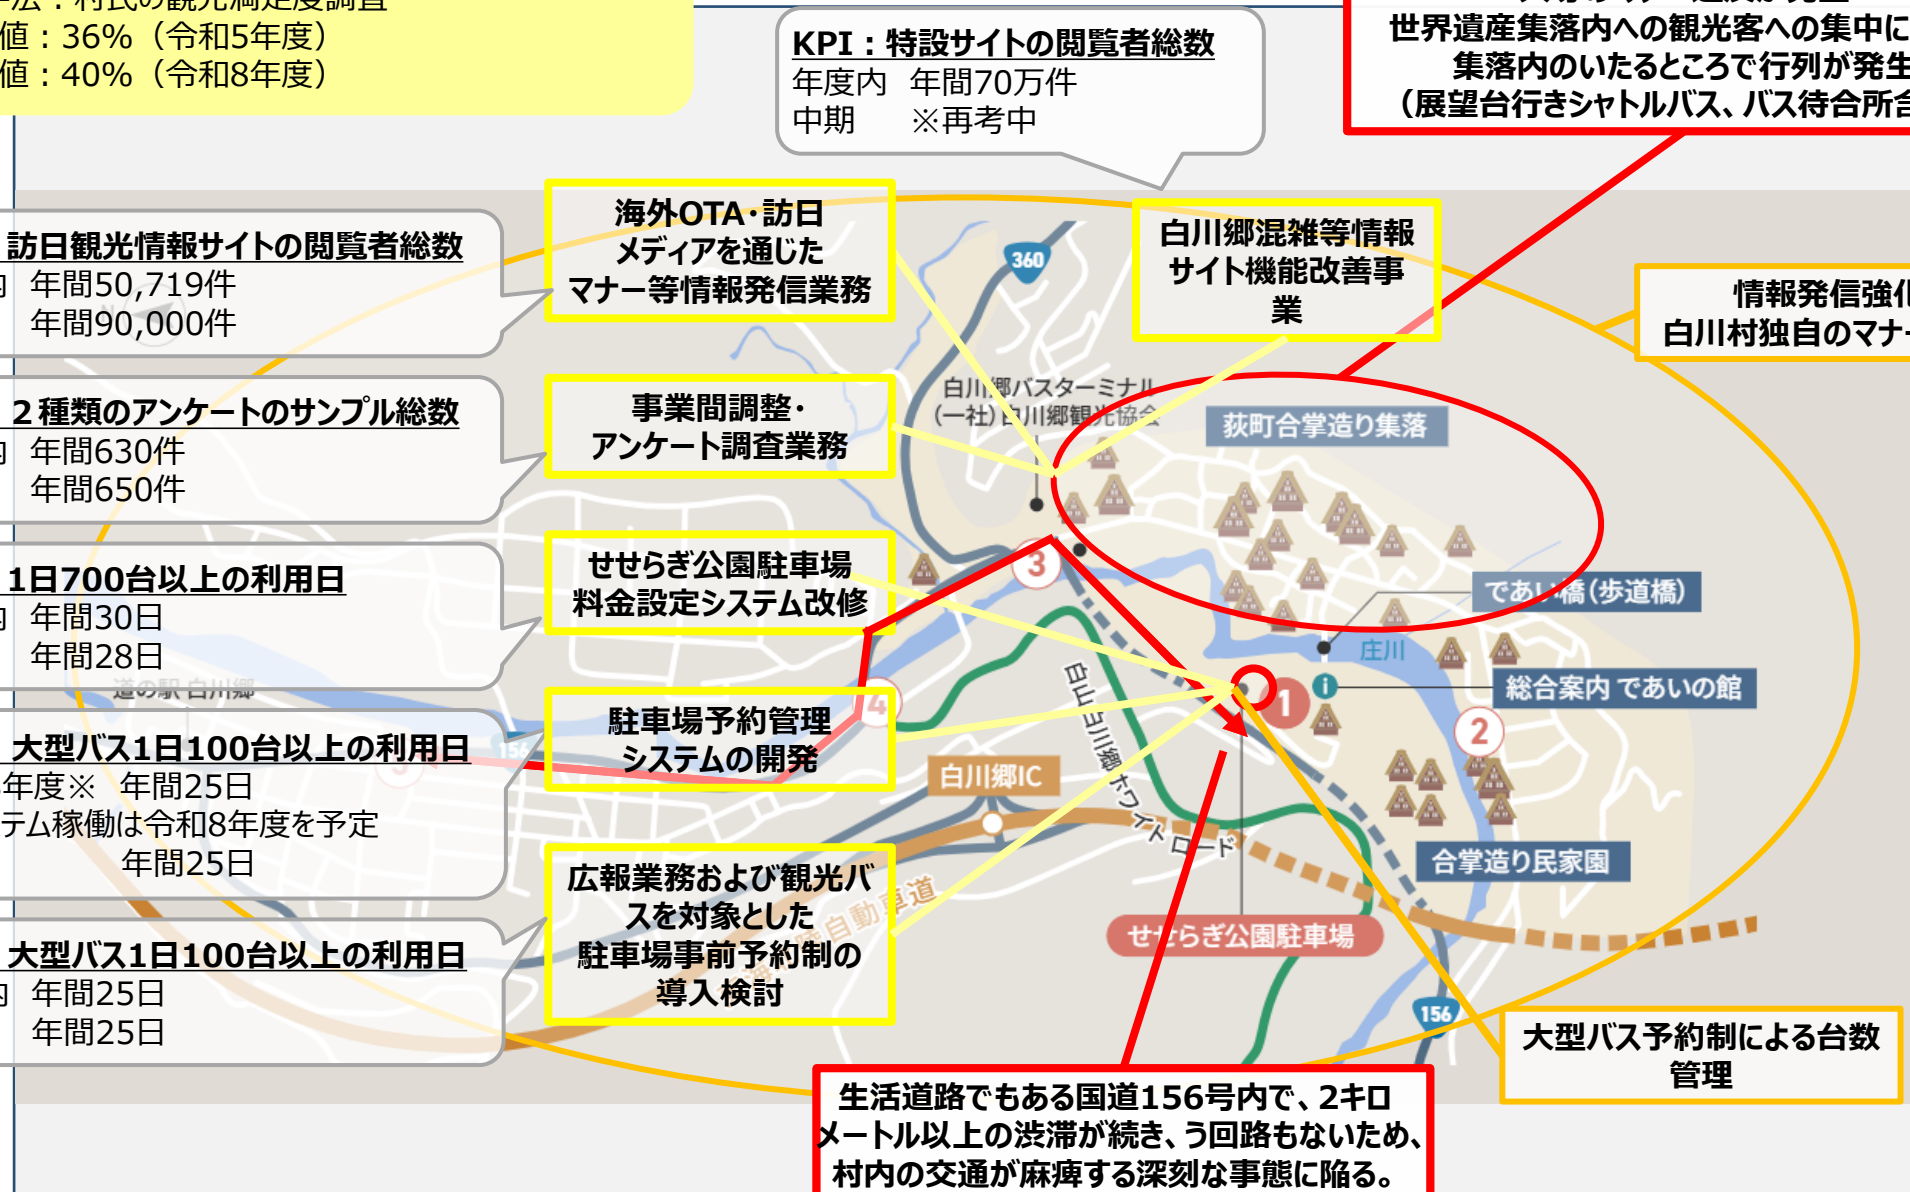 値：36%（令和5年度）
値：40%（令和8年度）
KPI：特設サイトの閲覧者総数
年度内 年間70万件
中期 ※再考中
世界遺産集落内への観光客への集中に
集落内のいたるところで行列が発生
（展望台行きシャトルバス、バス待合所含
訪日観光情報サイトの閲覧者総数
年間50,719件
年間90,000件
海外OTA・訪日
メディアを通じた
マナー等情報発信業務
白川郷混雑等情報
サイト機能改善事
業
情報発信強化
白川村独自のマナー
360
2種類のアンケートのサンプル総数
年間630件
年間650件
事業間調整・
アンケート調査業務
白川郷バスターミナル
（一社）白川郷観光協会
荻町合掌造り集落
1日700台以上の利用日
年間30日
年間28日
せせらぎ公園駐車場
料金設定システム改修
3
であい橋（歩道橋）
庄川
道の駅 白川郷
4
1
総合案内 であいの館
2
大型バス1日100台以上の利用日
年度※ 年間25日
テム稼働は令和8年度を予定
年間25日
156
駐車場予約管理
システムの開発
白川郷IC
白山白川郷ホワイトロード
合掌造り民家園
大型バス1日100台以上の利用日
年間25日
年間25日
広報業務および観光バ
スを対象とした
駐車場事前予約制の
導入検討
自動車道
せせらぎ公園駐車場
156
大型バス予約制による台数
管理
生活道路でもある国道156号内で、2キロ
メートル以上の渋滞が続き、う回路もないため、
村内の交通が麻痺する深刻な事態に陥る。